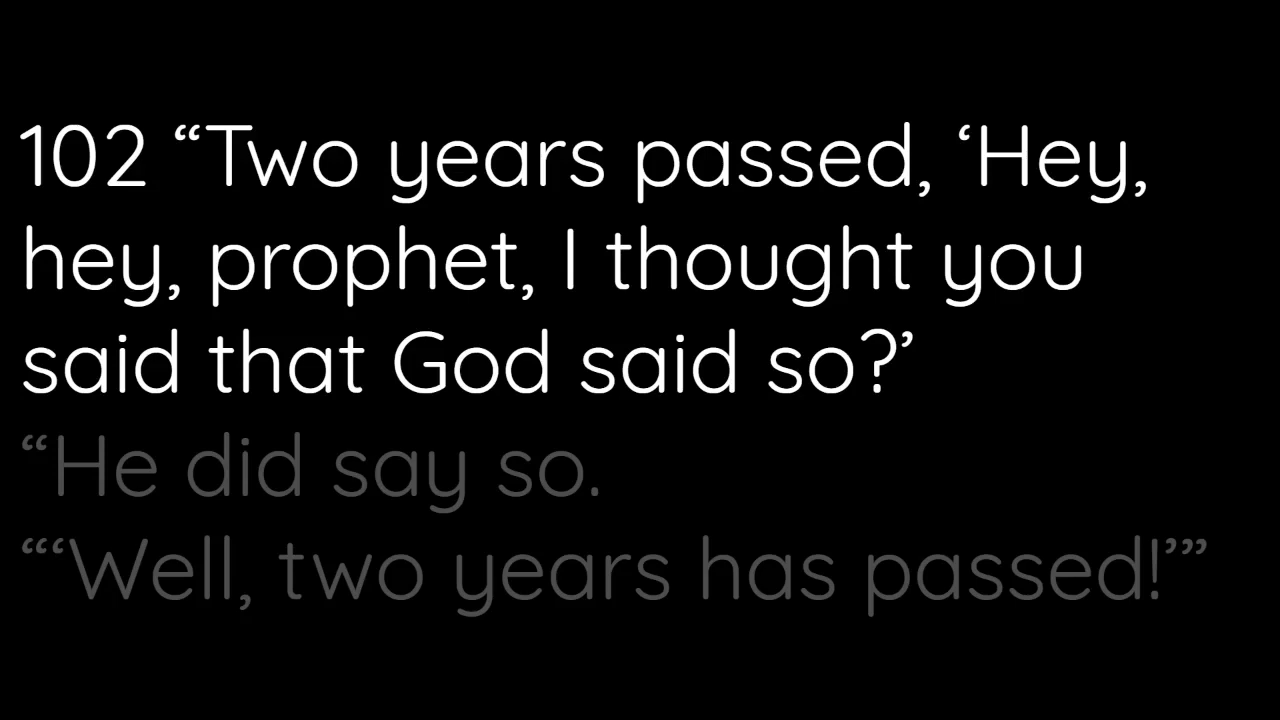 102 “Two years passed, ‘Hey,
hey, prophet, I thought you
said that God said so?’
“He did say so.
“‘Well, two years has passed!’”